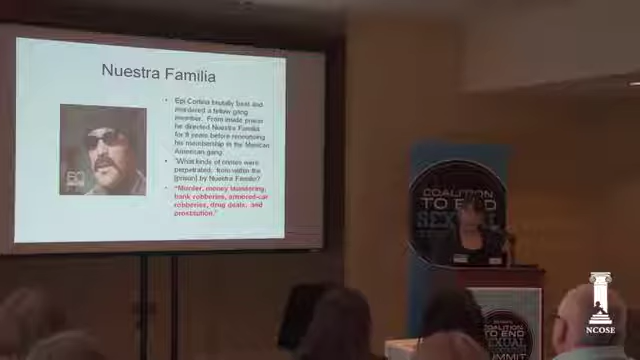 Nuestra Familia
• Epi Cortina brutally beat and
murdered a fellow gang
member. From inside prison
he directed Nuestra Familia
for 8 years before renouncing
his membership in the Mexican
American gang.
• "What kinds of crimes were
perpetrated, from within the
[prison] by Nuestra Familia?
• "Murder, money laundering,
bank robberies, armored-car
robberies, drug deals, and
prostitution."
COALITION
TO END
SEXUAL
COALITION
TO END
SEXUAL
SUMMIT
NCOSE